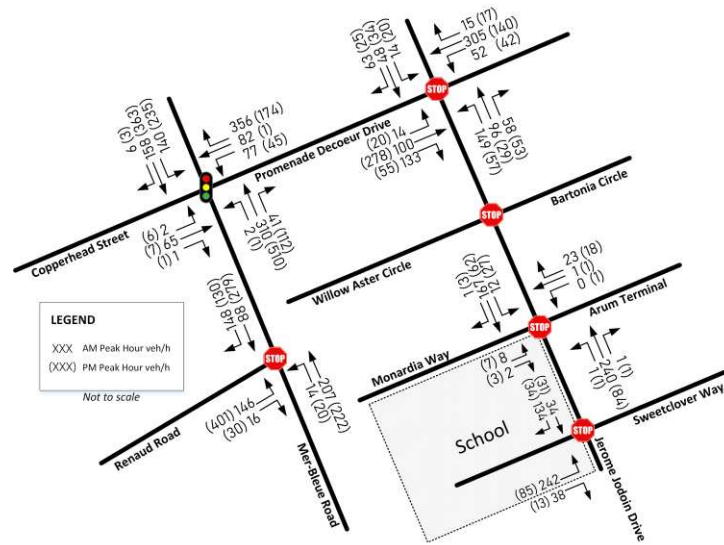 15 (17)
305 (140)
52 (42)
14 (20)
48 (34)
63 (25)
STOP
356 (174)
82 (1)
77 (45)
140 (235)
158 (363)
6 (3)
Promenade Decoeur Drive
(20) 14
(278) 100
(55) 133
58 (53)
96 (29)
149 (57)
Copperhead Street
(6) 2
(7) 65
(1) 1
41 (112)
310 (510)
2 (1)
STOP
Bartonia Circle
Willow Aster Circle
23 (18)
1 (1)
0 (1)
12 (27)
167 (62)
1 (3)
Arum Terminal
STOP
88 (279)
148 (130)
LEGEND
XXX AM Peak Hour veh/h
(XXX) PM Peak Hour veh/h
Not to scale
STOP
Monardia Way
(7) 8
(3) 2
1 (1)
240 (84)
1 (1)
(31) 34
(34) 134
207 (222)
14 (20)
(401) 146
(30) 16
Renaud Road
Mer-Bleue Road
School
STOP
Sweetclover Way
(85) 242
(13) 38
Jerome Jodoin Drive